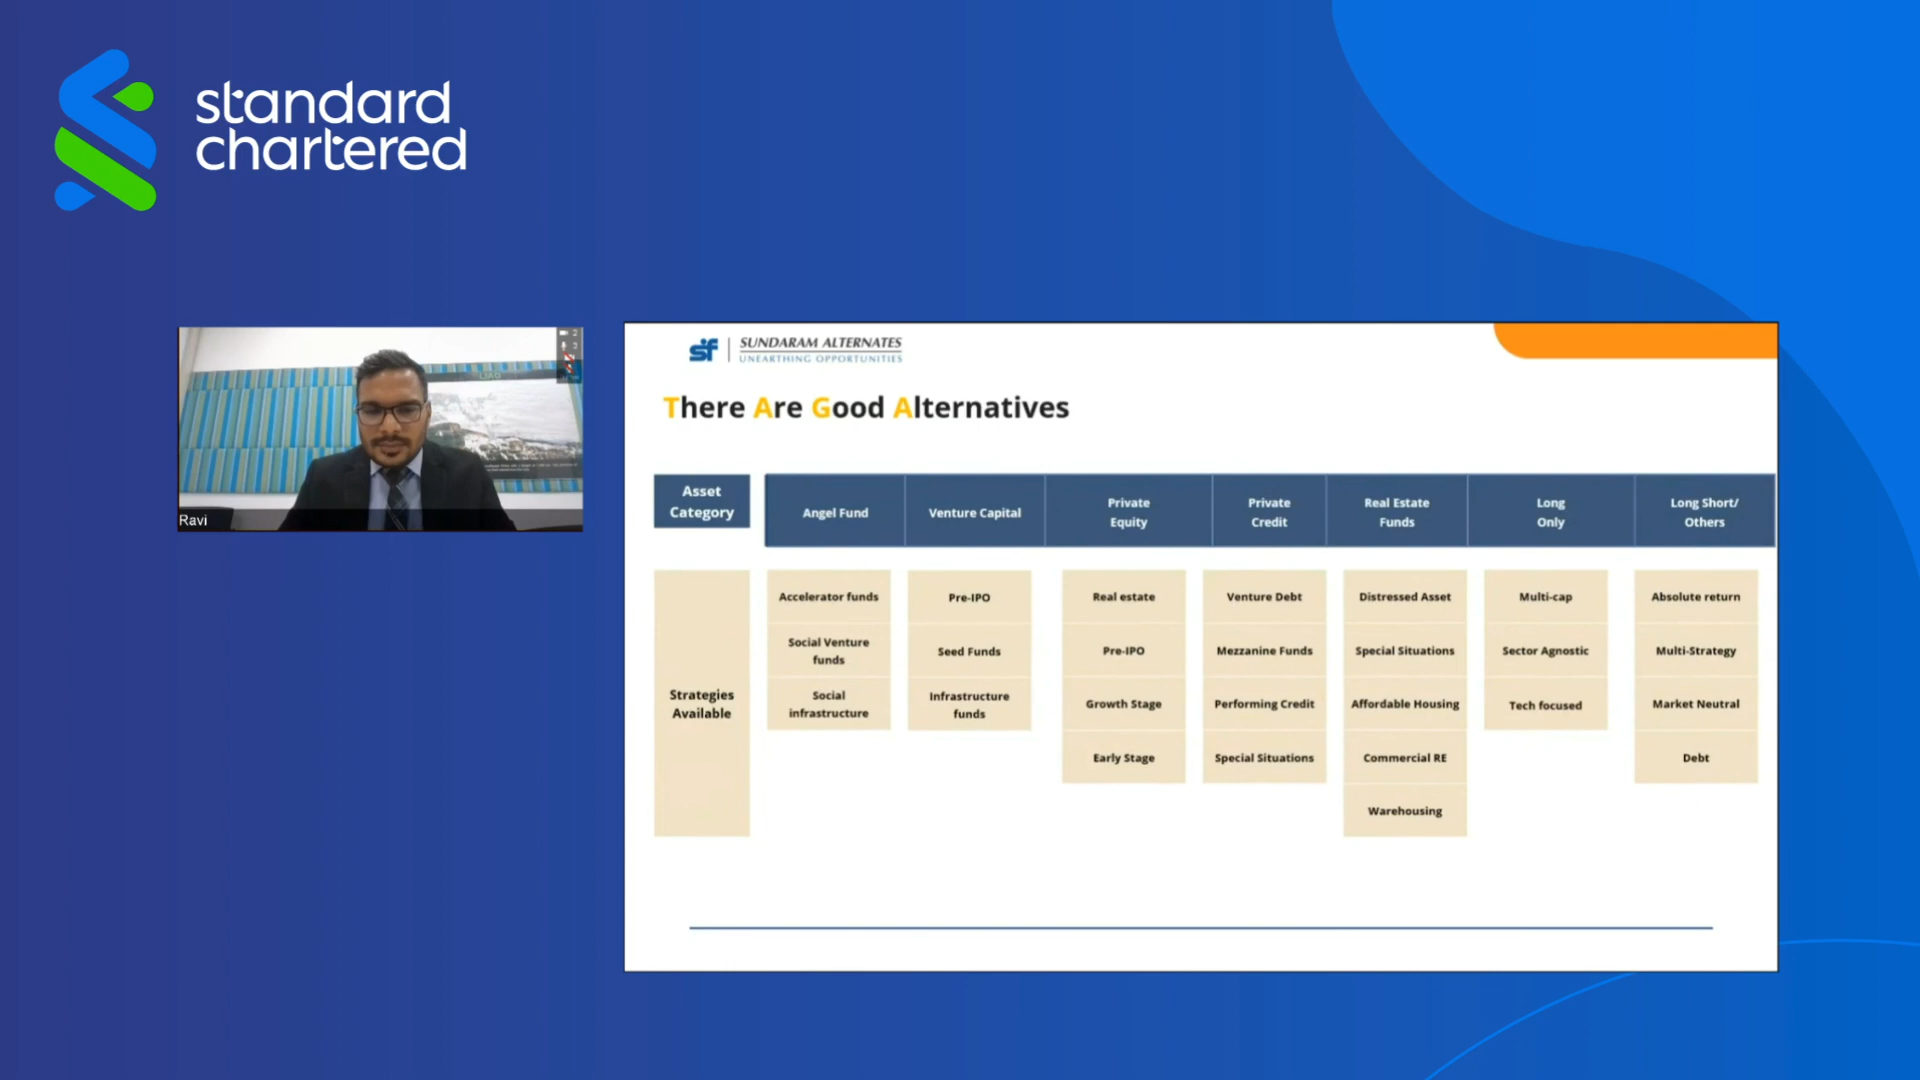 standard
chartered
Ravi
2
2
sf
SUNDARAM ALTERNATES
UNEARTHING OPPORTUNITIES
There Are Good Alternatives
Asset
Category
Angel Fund
Venture Capital
Private
Equity
Private
Credit
Real Estate
Funds
Long
Only
Long Short/
Others
Strategies
Available
Accelerator funds
Social Venture
funds
Social
infrastructure
Pre-IPO
Seed Funds
Infrastructure
funds
Real estate
Pre-IPO
Growth Stage
Early Stage
Venture Debt
Mezzanine Funds
Performing Credit
Special Situations
Distressed Asset
Special Situations
Affordable Housing
Commercial RE
Warehousing
Multi-cap
Sector Agnostic
Tech focused
Absolute return
Multi-Strategy
Market Neutral
Debt